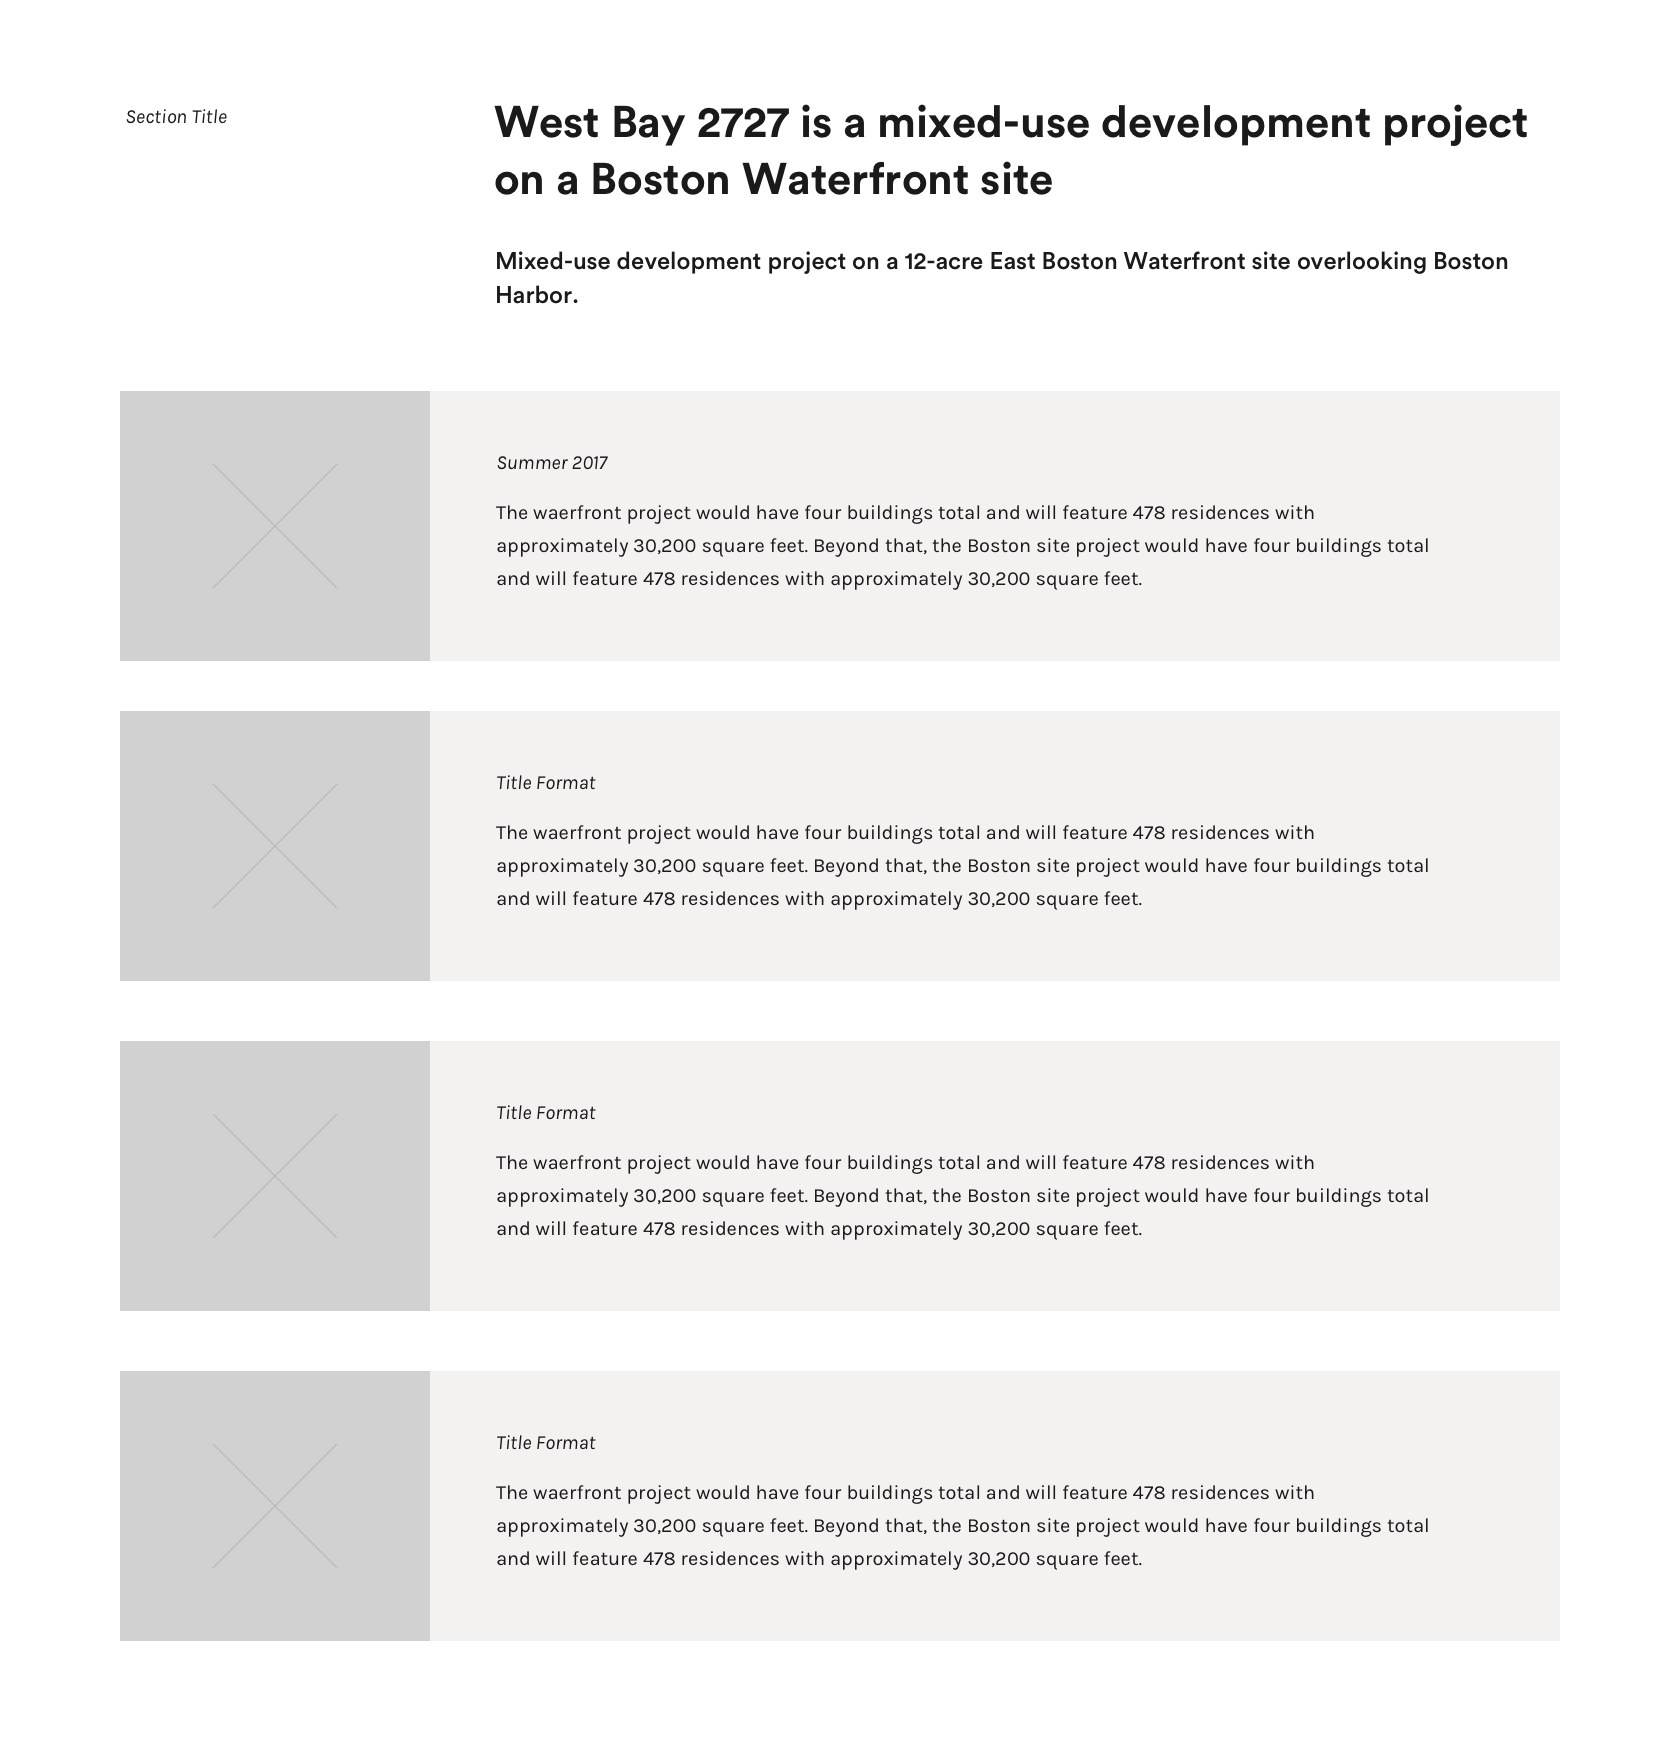 Section Title
West Bay 2727 is a mixed-use development project
on a Boston Waterfront site
Mixed-use development project on a 12-acre East Boston Waterfront site overlooking Boston
Harbor.
Summer 2017
The waerfront project would have four buildings total and will feature 478 residences with
approximately 30,200 square feet. Beyond that, the Boston site project would have four buildings total
and will feature 478 residences with approximately 30,200 square feet.
Title Format
The waerfront project would have four buildings total and will feature 478 residences with
approximately 30,200 square feet. Beyond that, the Boston site project would have four buildings total
and will feature 478 residences with approximately 30,200 square feet.
Title Format
The waerfront project would have four buildings total and will feature 478 residences with
approximately 30,200 square feet. Beyond that, the Boston site project would have four buildings total
and will feature 478 residences with approximately 30,200 square feet.
Title Format
The waerfront project would have four buildings total and will feature 478 residences with
approximately 30,200 square feet. Beyond that, the Boston site project would have four buildings total
and will feature 478 residences with approximately 30,200 square feet.